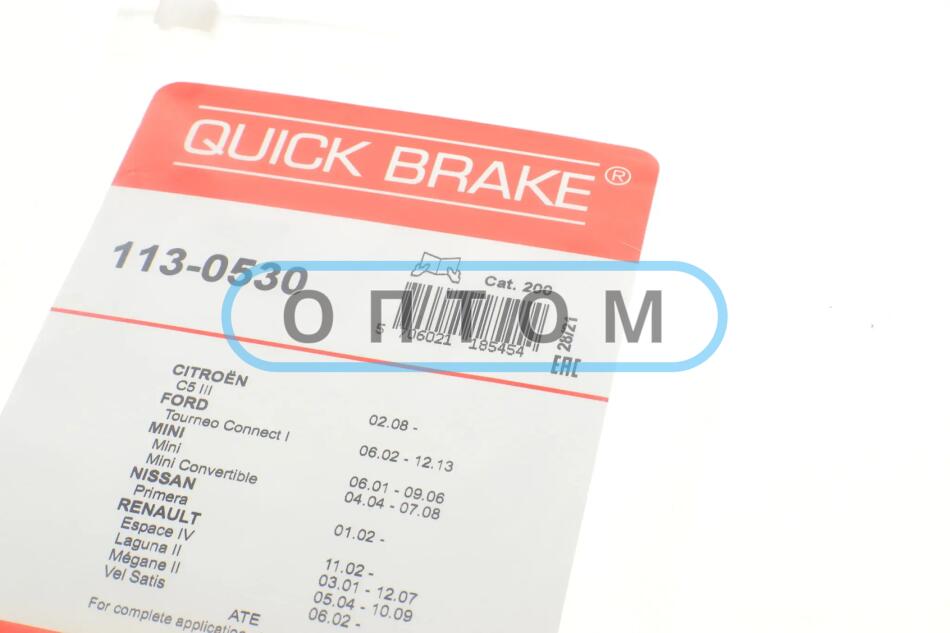 QUICK BRAKE®
113-0530
Cat. 200
ОПТОМ
5 706021 185454
28/21
EAC
CITROËN
C5 III 02.08 -
FORD
Tourneo Connect I 06.02 - 12.13
MINI
Mini 06.01 - 09.06
Mini Convertible 04.04 - 07.08
NISSAN
Primera 01.02 -
RENAULT
Espace IV 11.02 -
Laguna II 03.01 - 12.07
Mégane II 05.04 - 10.09
Vel Satis 06.02 -
ATE
For complete application